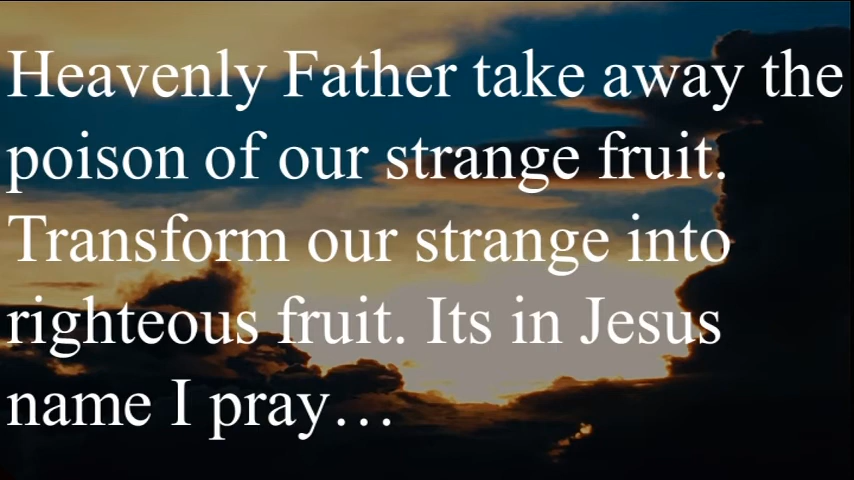 Heavenly Father take away the
poison of our strange fruit.
Transform our strange into
righteous fruit. Its in Jesus
name I pray…